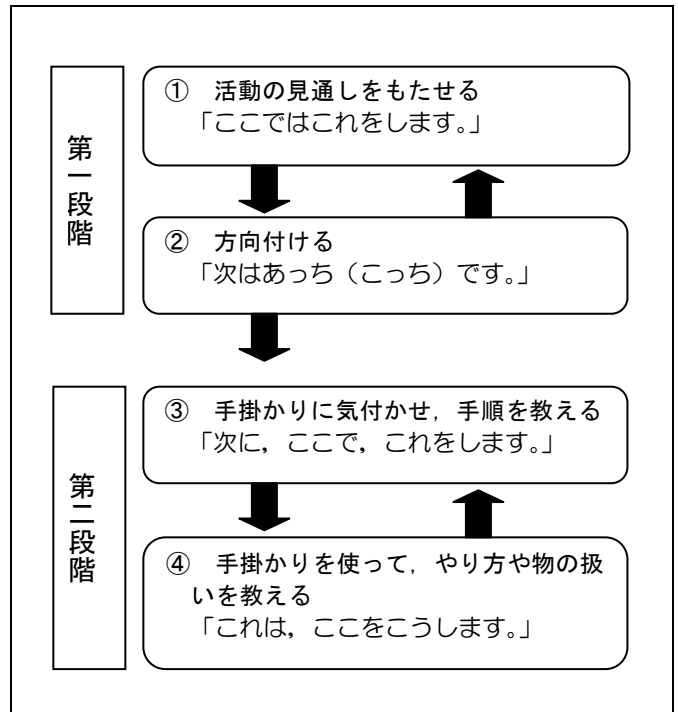 第一段階
① 活動の見通しをもたせる
「ここではこれをします。」
② 方向付ける
「次はあっち（こっち）です。」
第二段階
③ 手掛かりに気付かせ，手順を教える
「次に，ここで，これをします。」
④ 手掛かりを使って，やり方や物の扱
いを教える
「これは，ここをこうします。」